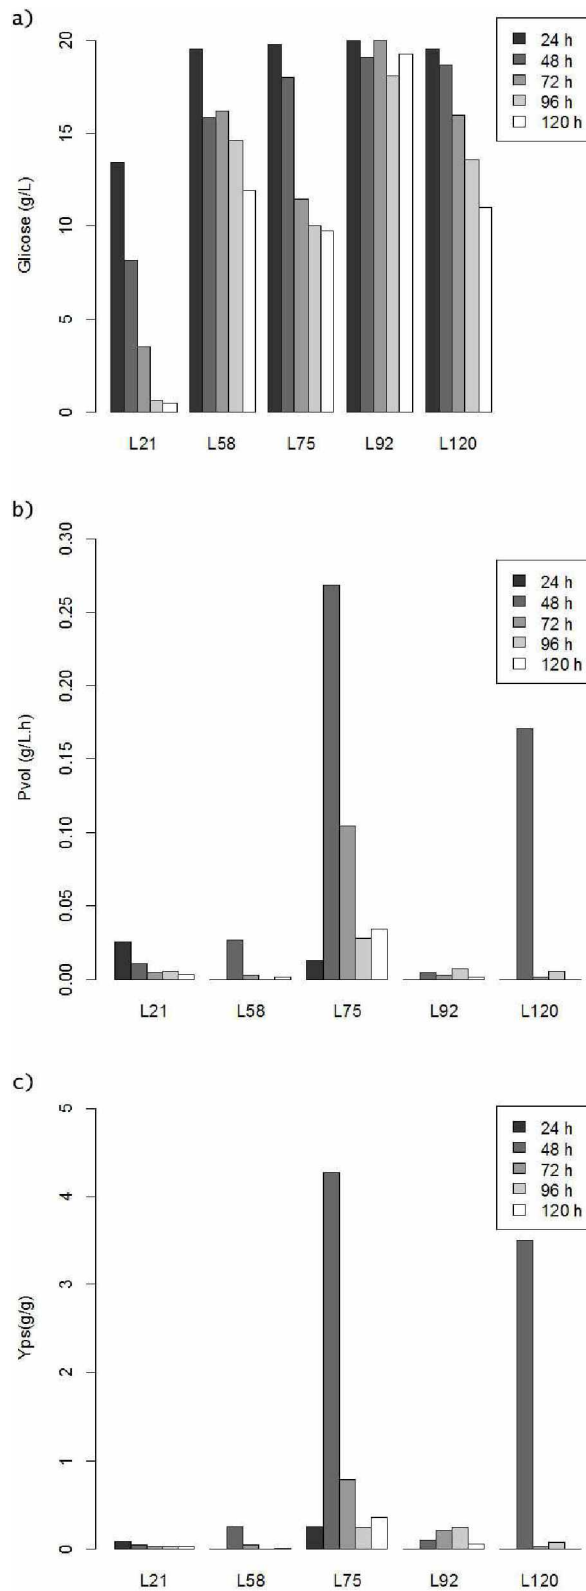 a)
Glicose (g/L)
20
15
10
5
0
24 h
48 h
72 h
96 h
120 h
L21 L58 L75 L92 L120
b)
Pvol (g/L.h)
0.30
0.25
0.20
0.15
0.10
0.05
0.00
24 h
48 h
72 h
96 h
120 h
L21 L58 L75 L92 L120
c)
Yps(g/g)
5
4
3
2
1
0
24 h
48 h
72 h
96 h
120 h
L21 L58 L75 L92 L120